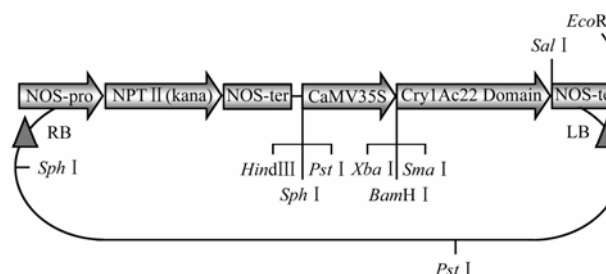 EcoR
Sal I
NOS-pro NPT II (kana) NOS-ter CaMV35S Cry1Ac22 Domain NOS-te
RB LB
Sph I
HindIII Pst I Xba I Sma I
Sph I BamH I
Pst I